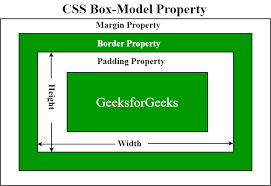 CSS Box-Model Property
Margin Property
Border Property
Padding Property
Height
GeeksforGeeks
Width